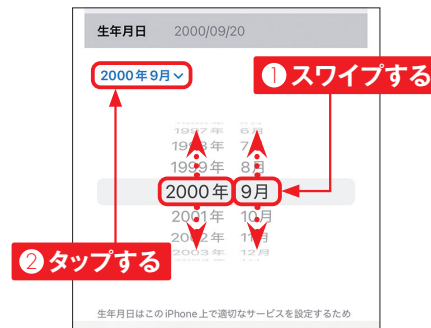 生年月日 2000/09/20
2000年9月
① スワイプする
1997年 6月
1998年 7月
1999年 8月
2000年 9月
2001年 10月
2002年 11月
2003年 12月
② タップする
生年月日はこのiPhone上で適切なサービスを設定するため